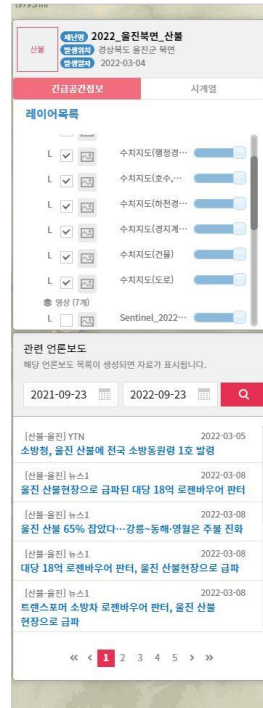 산불
재난명 2022_울진북면_산불
발생위치 경상북도 울진군 북면
발생일자 2022-03-04
긴급공간정보 시계열
레이어목록
L
L 수치지도(행정경…
L 수치지도(호수,…
L 수치지도(하천경…
L 수치지도(경지계…
L 수치지도(건물)
L 수치지도(도로)
영상 (7개)
L Sentinel_2022…
관련 언론보도
해당 언론보도 목록이 생성되면 자료가 표시됩니다.
2021-09-23 2022-09-23
[산불-울진] YTN 2022-03-05
소방청, 울진 산불에 전국 소방동원령 1호 발령
[산불-울진] 뉴스1 2022-03-08
울진 산불현장으로 급파된 대당 18억 로젠바우어 판터
[산불-울진] 뉴스1 2022-03-08
울진 산불 65% 잡았다…강릉~동해·영월은 주불 진화
[산불-울진] 뉴스1 2022-03-08
대당 18억 로젠바우어 판터, 울진 산불현장으로 급파
[산불-울진] 뉴스1 2022-03-08
트랜스포머 소방차 로젠바우어 판터, 울진 산불
현장으로 급파
« ‹ 1 2 3 4 5 › »